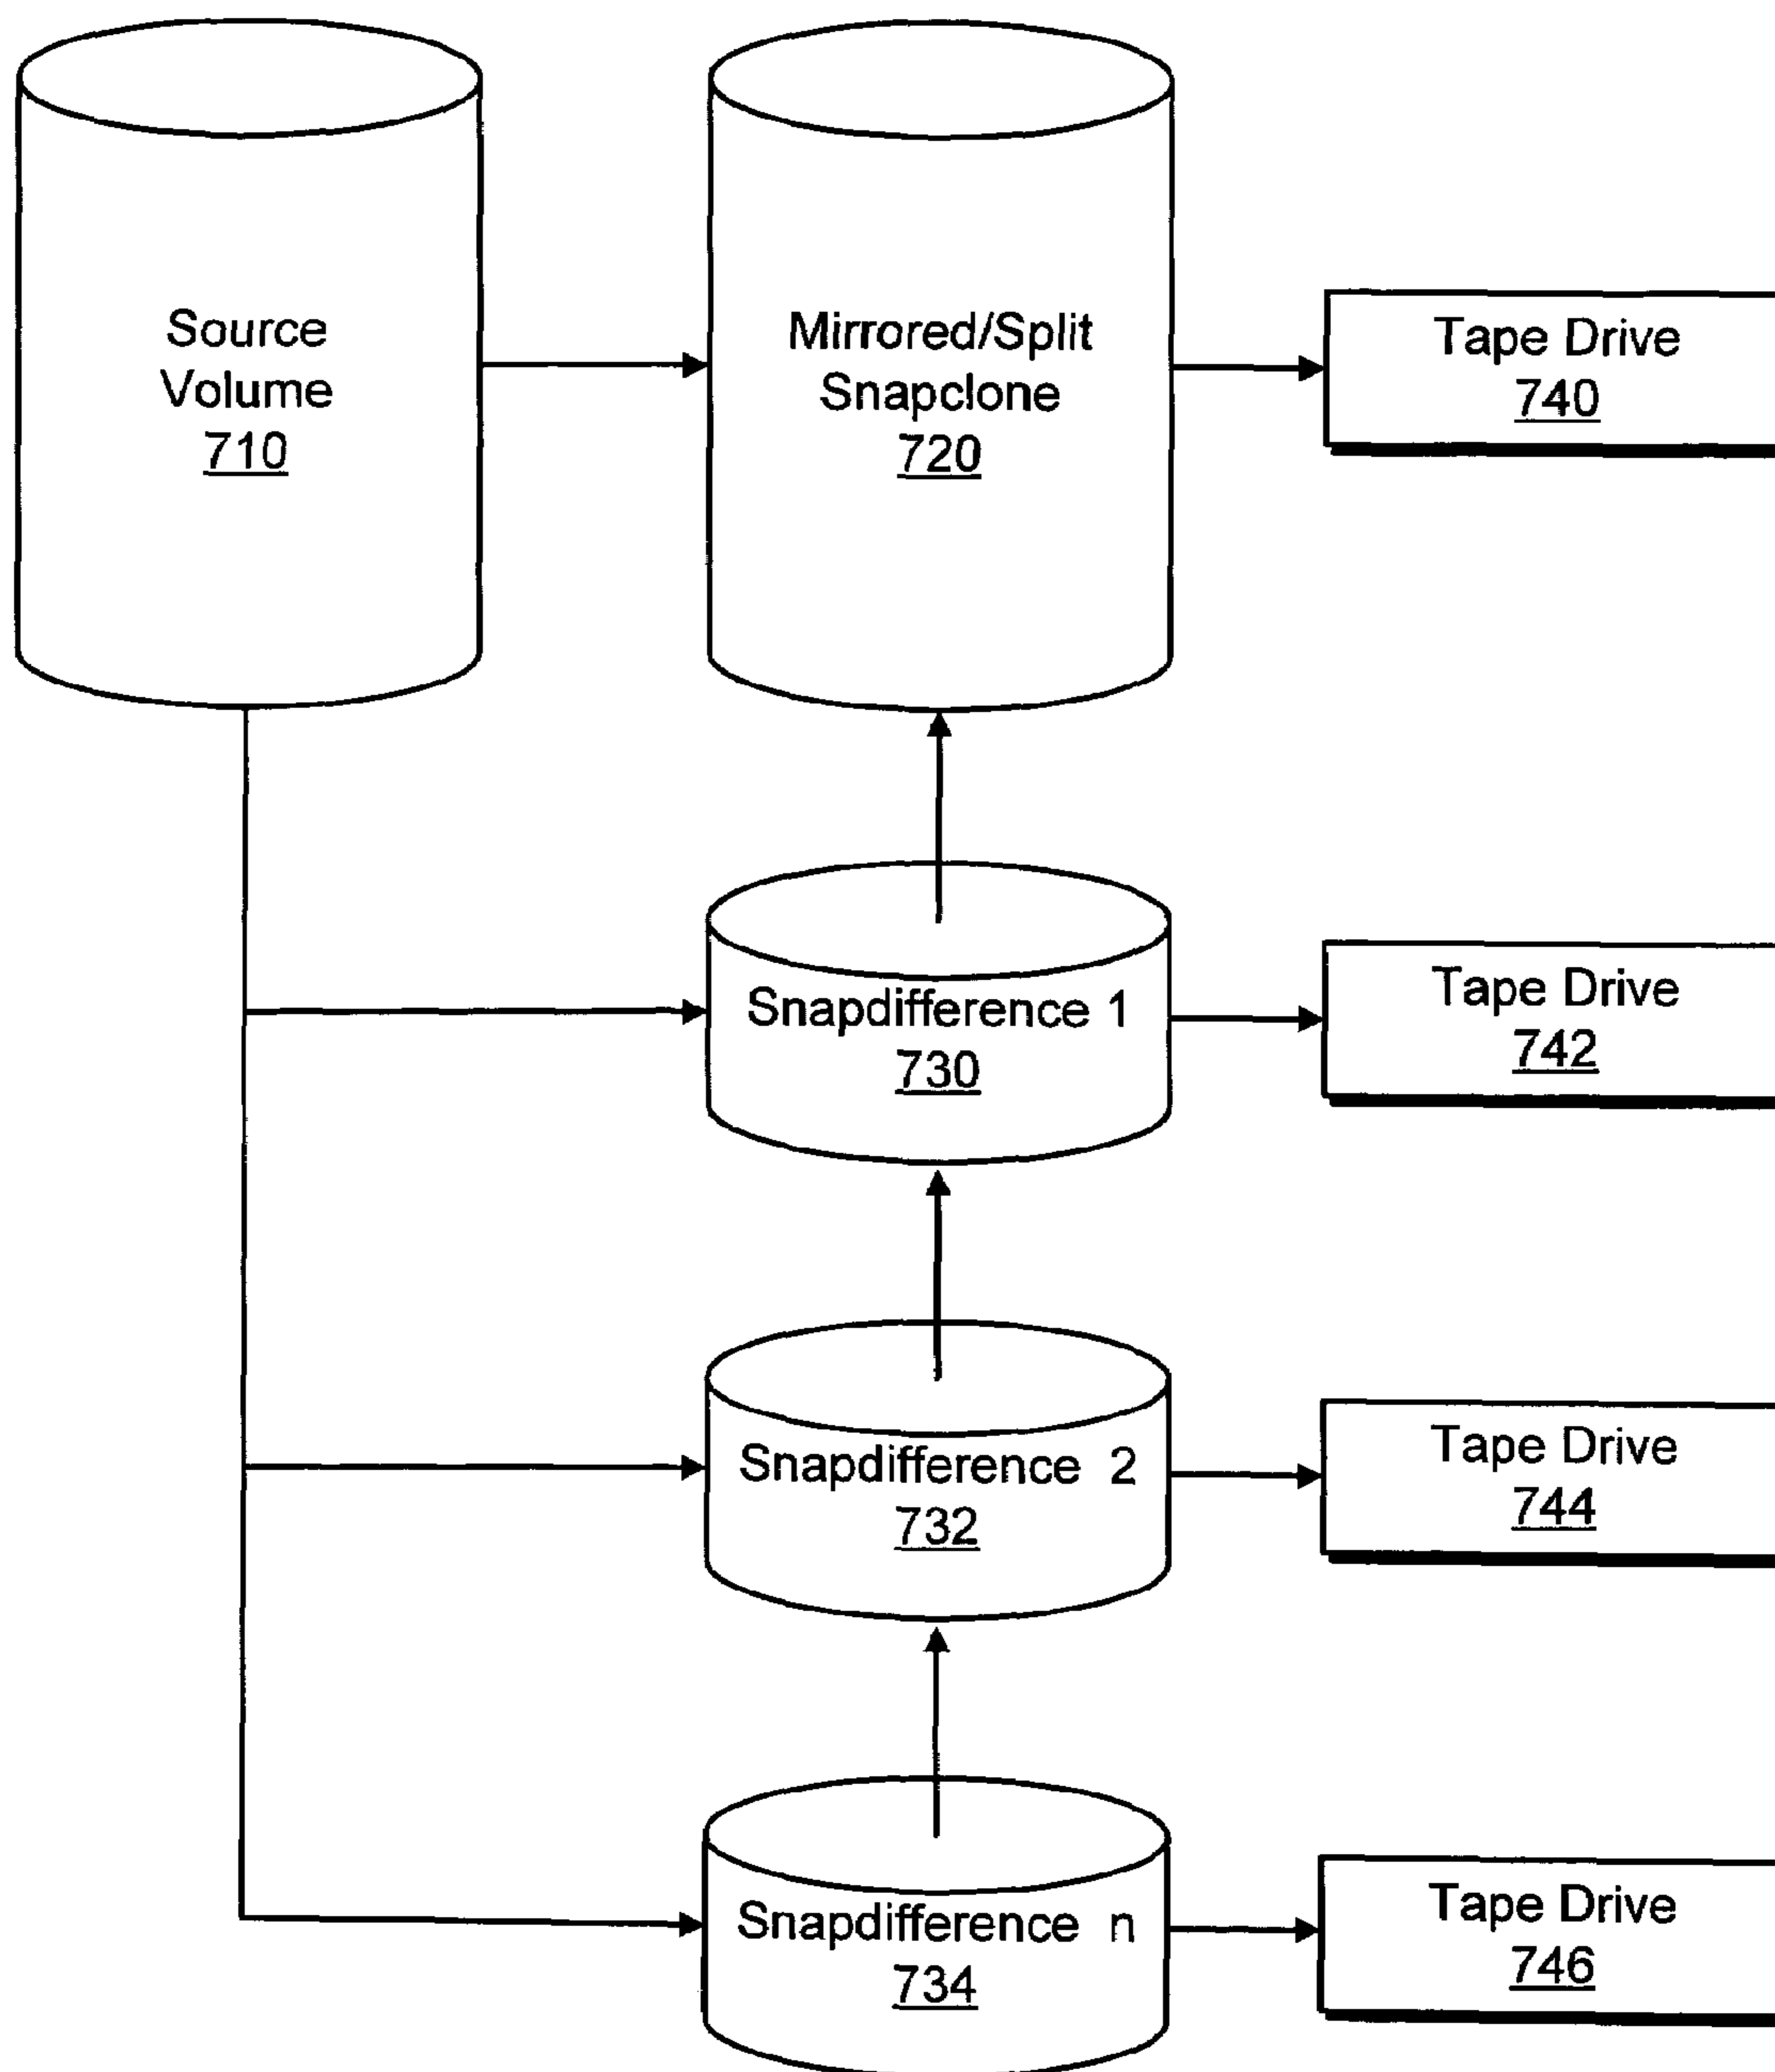 Source
Volume
710
Mirrored/Split
Snapclone
720
Tape Drive
740
Snapdifference 1
730
Tape Drive
742
Snapdifference 2
732
Tape Drive
744
Snapdifference n
734
Tape Drive
746